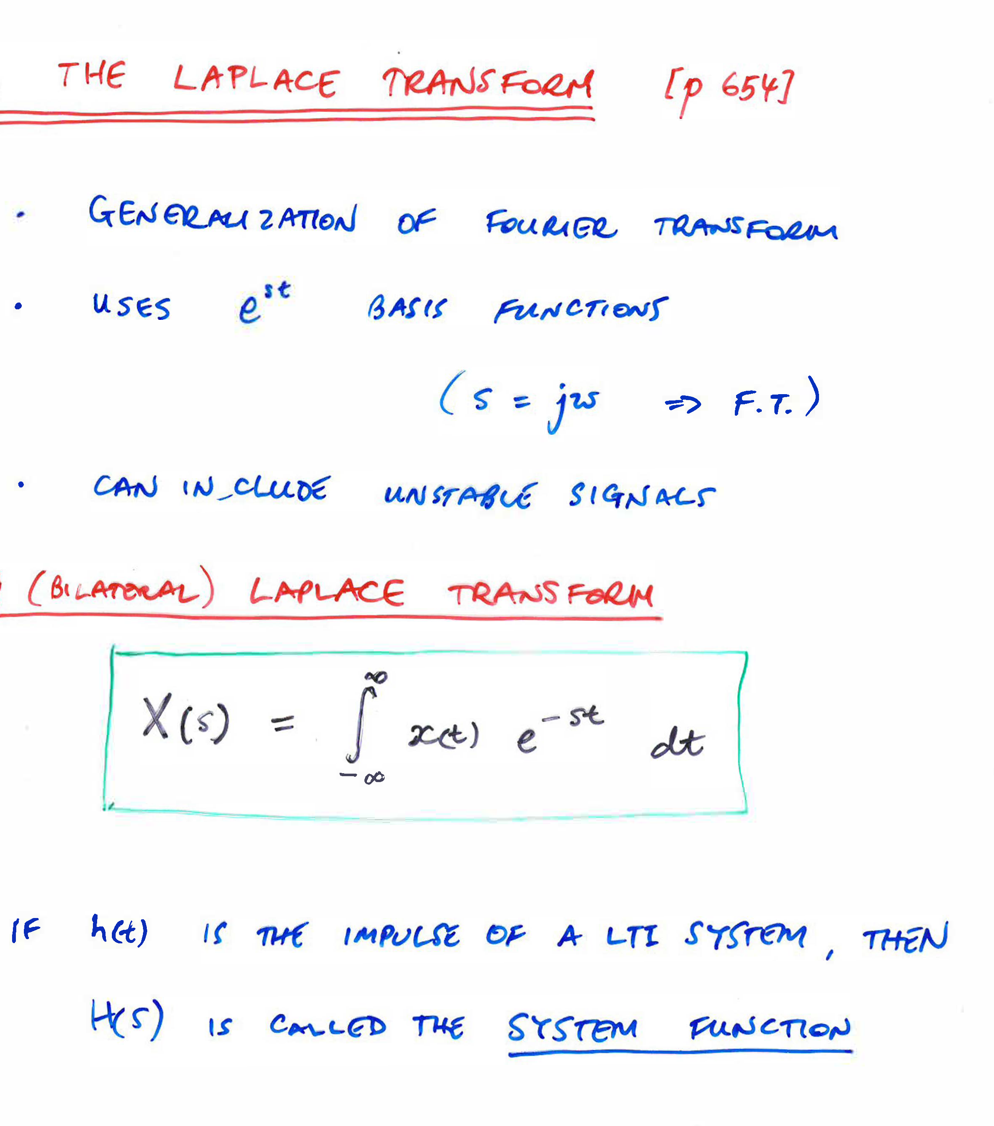 THE LAPLACE TRANSFORM [p 654]
• GENERALIZATION OF FOURIER TRANSFORM
• USES e^st BASIS FUNCTIONS
(s = jω => F.T.)
• CAN IN_CLUDE UNSTABLE SIGNALS
(BILATERAL) LAPLACE TRANSFORM
X(s) = ∫_{-∞}^{∞} x(t) e^{-st} dt
IF h(t) IS THE IMPULSE OF A LTI SYSTEM, THEN
H(s) IS CALLED THE SYSTEM FUNCTION